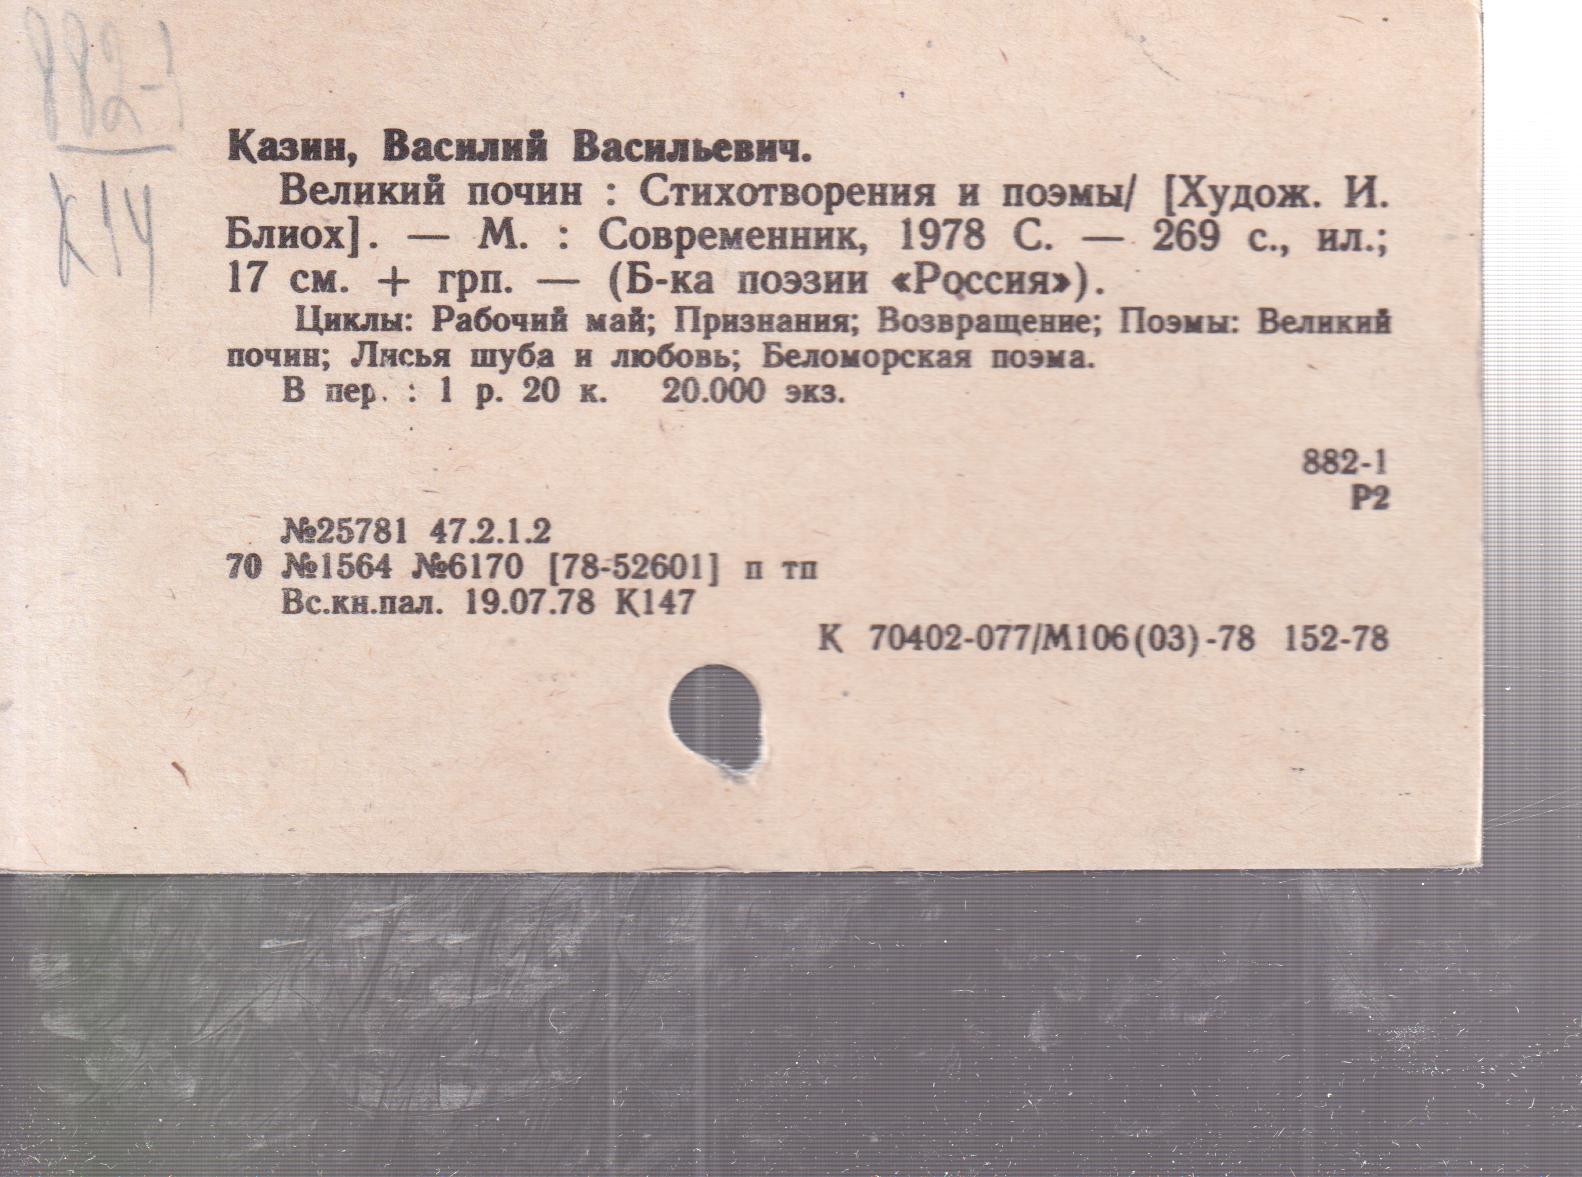 882-1
К14
Казин, Василий Васильевич.
Великий почин : Стихотворения и поэмы/ [Худож. И.
Блиох]. — М. : Современник, 1978 С. — 269 с., ил.;
17 см. + грп. — (Б-ка поэзии «Россия»).
Циклы: Рабочий май; Признания; Возвращение; Поэмы: Великий
почин; Лисья шуба и любовь; Беломорская поэма.
В пер. : 1 р. 20 к. 20.000 экз.
882-1
Р2
№25781 47.2.1.2
70 №1564 №6170 [78-52601] п тп
Вс.кн.пал. 19.07.78 К147
К 70402-077/М106(03)-78 152-78